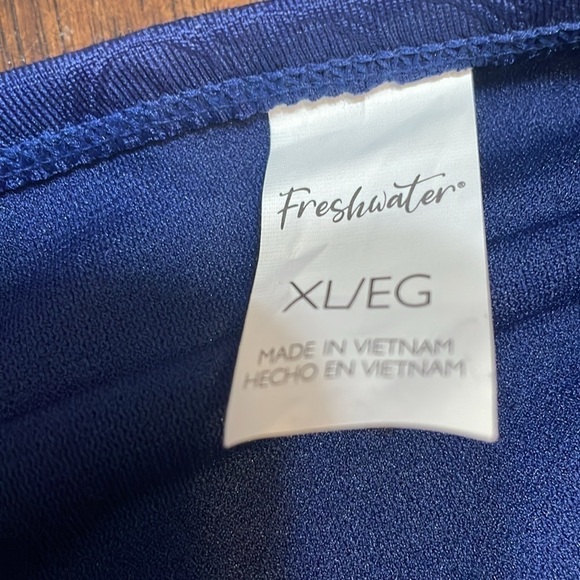 Freshwater®
XL/EG
MADE IN VIETNAM
HECHO EN VIETNAM